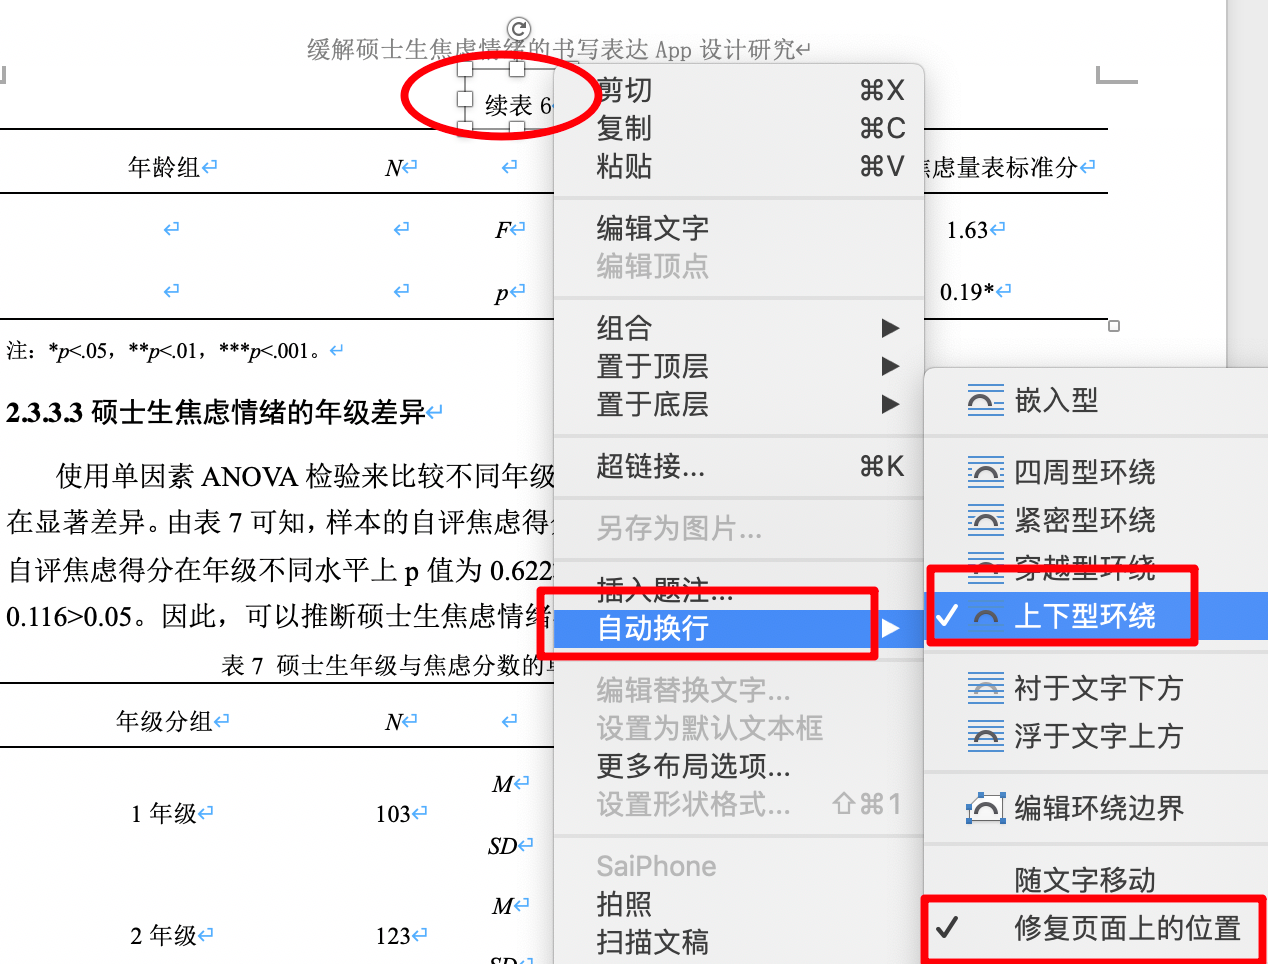 缓解硕士生焦虑情绪的书写表达 App 设计研究
续表 6
年龄组 N 焦虑量表标准分
F 1.63
p 0.19*
注：*p<.05，**p<.01，***p<.001。
2.3.3.3 硕士生焦虑情绪的年级差异
使用单因素 ANOVA 检验来比较不同年级
在显著差异。由表 7 可知，样本的自评焦虑得
自评焦虑得分在年级不同水平上 p 值为 0.622
0.116>0.05。因此，可以推断硕士生焦虑情绪
表 7 硕士生年级与焦虑分数的
年级分组 N
M
1 年级 103
SD
M
2 年级 123
SD
剪切 ⌘X
复制 ⌘C
粘贴 ⌘V
编辑文字
编辑顶点
组合
置于顶层
置于底层
超链接... ⌘K
另存为图片...
插入题注...
自动换行
编辑替换文字...
设置为默认文本框
更多布局选项...
设置形状格式... ⇧⌘1
SaiPhone
拍照
扫描文稿
嵌入型
四周型环绕
紧密型环绕
穿越型环绕
上下型环绕
衬于文字下方
浮于文字上方
编辑环绕边界
随文字移动
修复页面上的位置